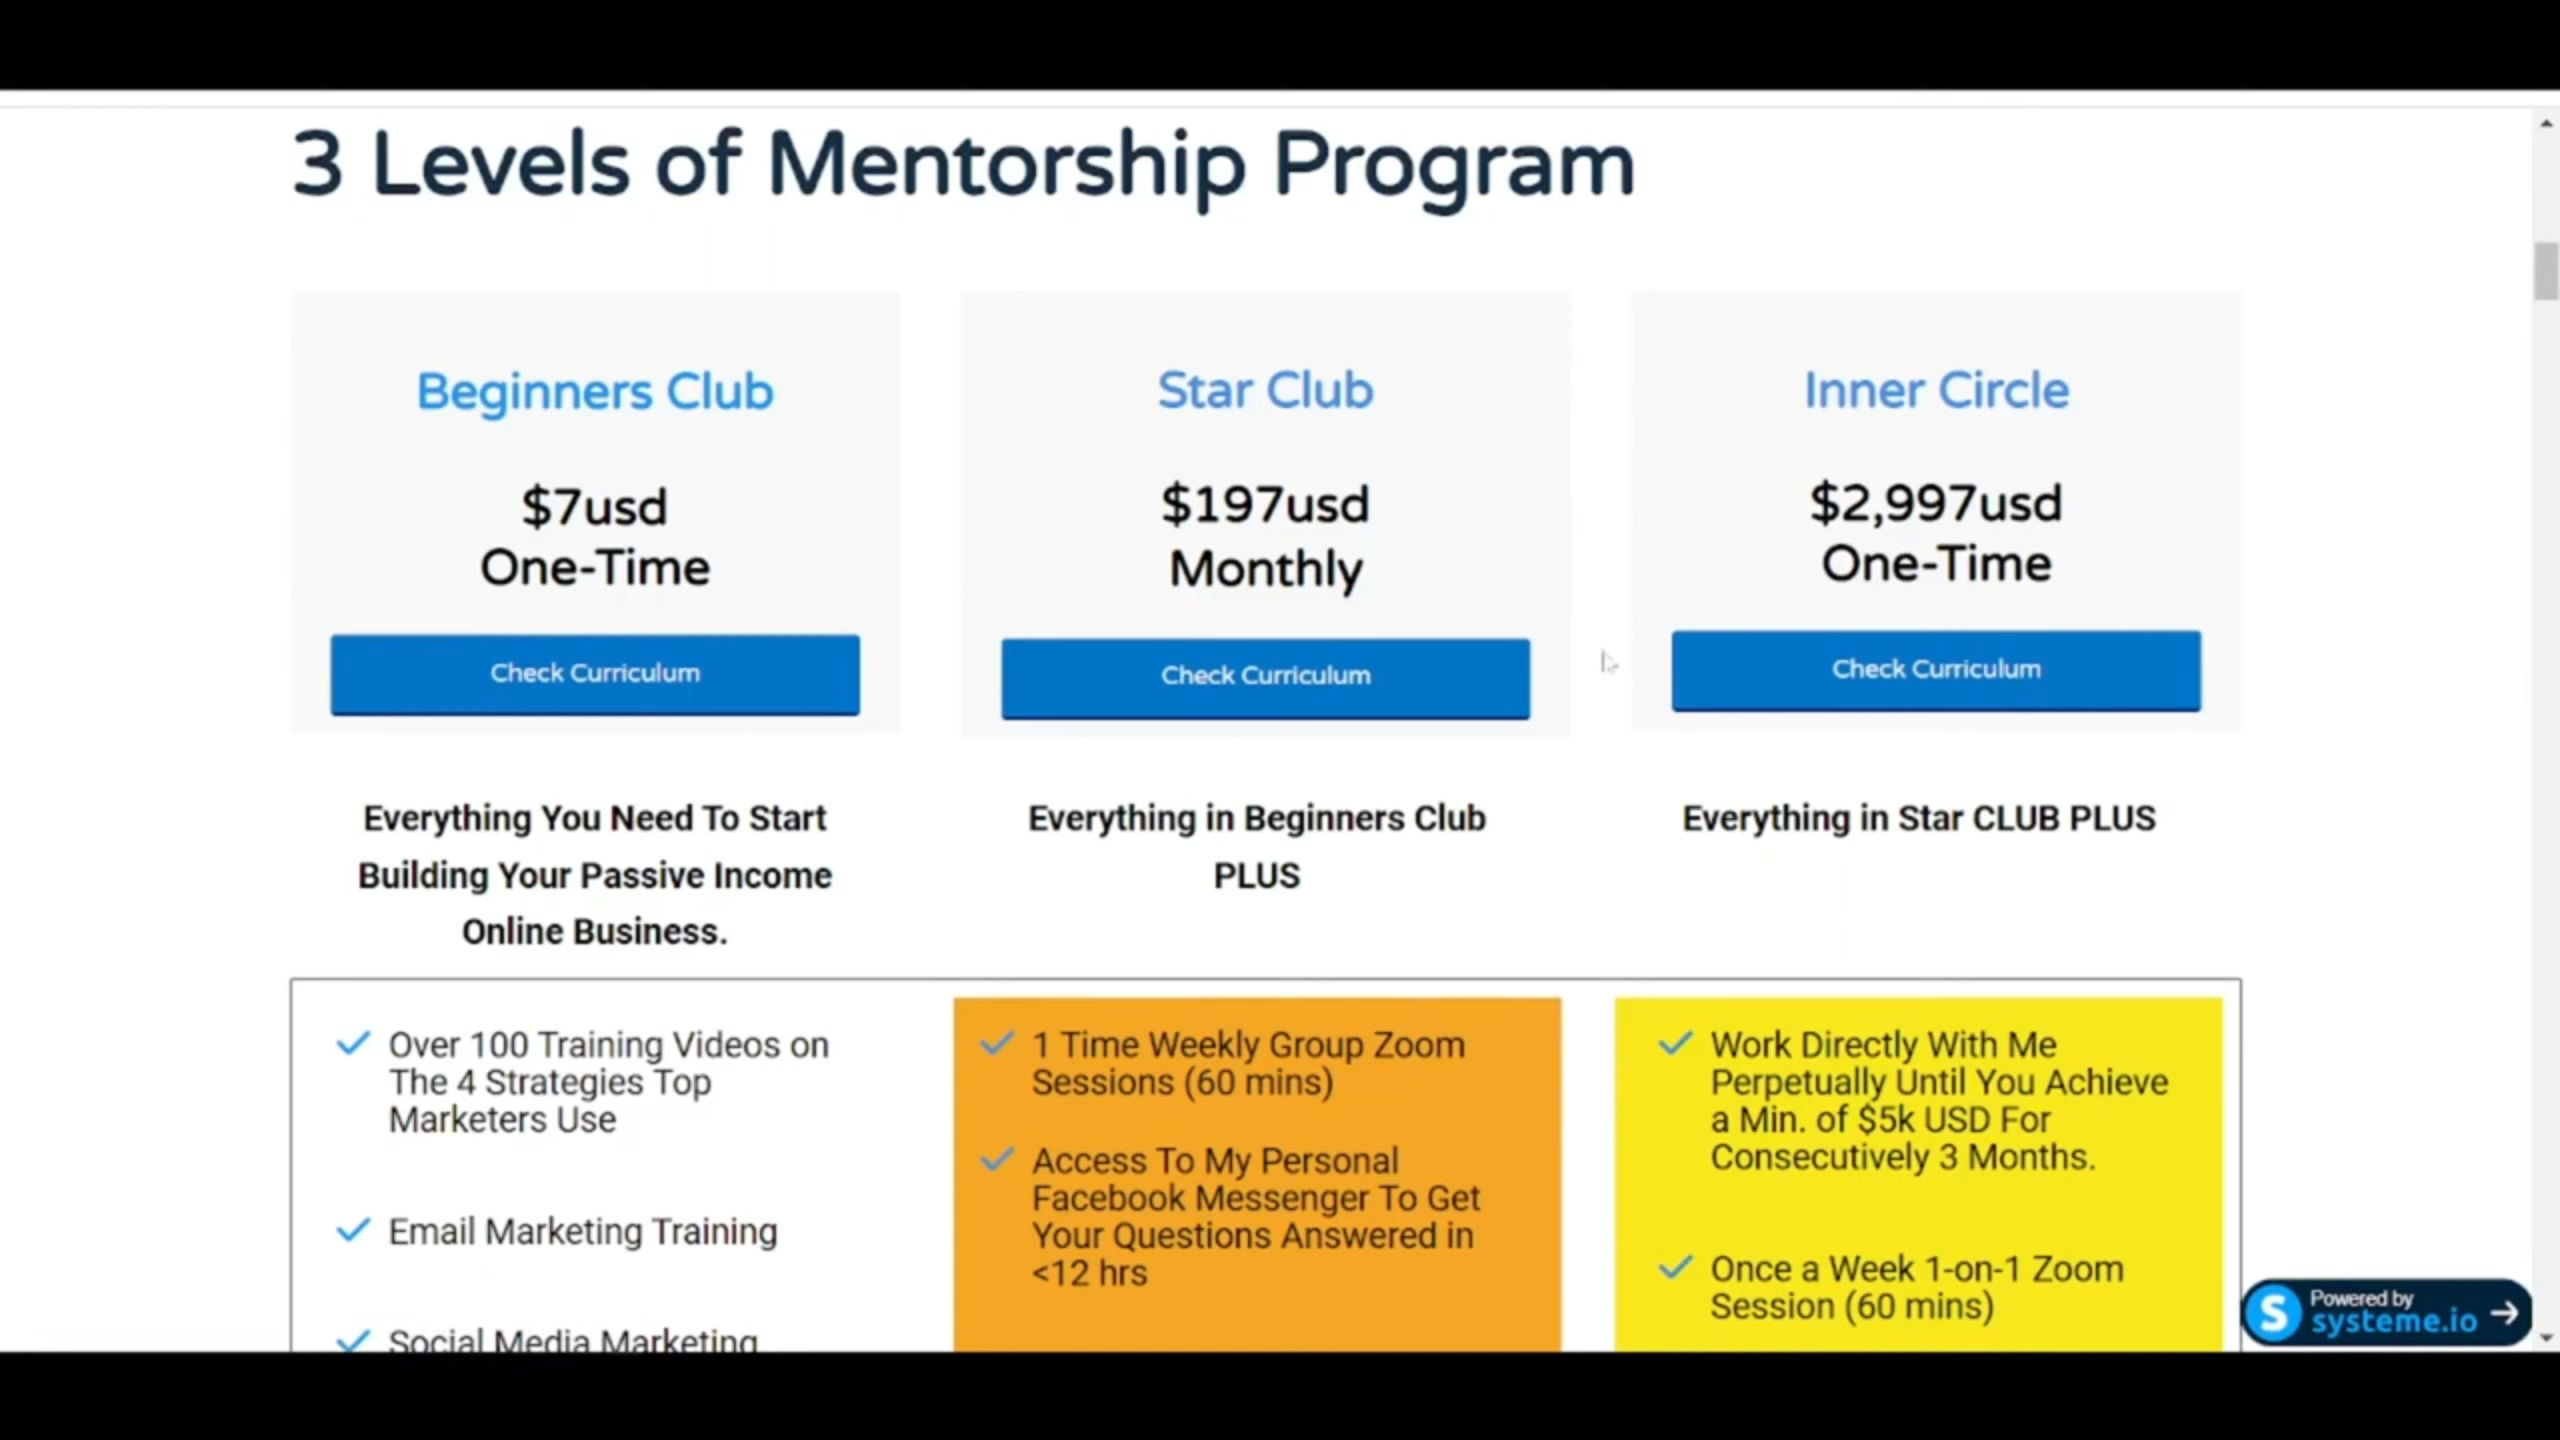 3 Levels of Mentorship Program
Beginners Club
$7usd
One-Time
Check Curriculum
Everything You Need To Start
Building Your Passive Income
Online Business.
Star Club
$197usd
Monthly
Check Curriculum
Everything in Beginners Club
PLUS
Inner Circle
$2,997usd
One-Time
Check Curriculum
Everything in Star CLUB PLUS
Over 100 Training Videos on
The 4 Strategies Top
Marketers Use
Email Marketing Training
Social Media Marketing
1 Time Weekly Group Zoom
Sessions (60 mins)
Access To My Personal
Facebook Messenger To Get
Your Questions Answered in
<12 hrs
Work Directly With Me
Perpetually Until You Achieve
a Min. of $5k USD For
Consecutively 3 Months.
Once a Week 1-on-1 Zoom
Session (60 mins)
Powered by
systeme.io